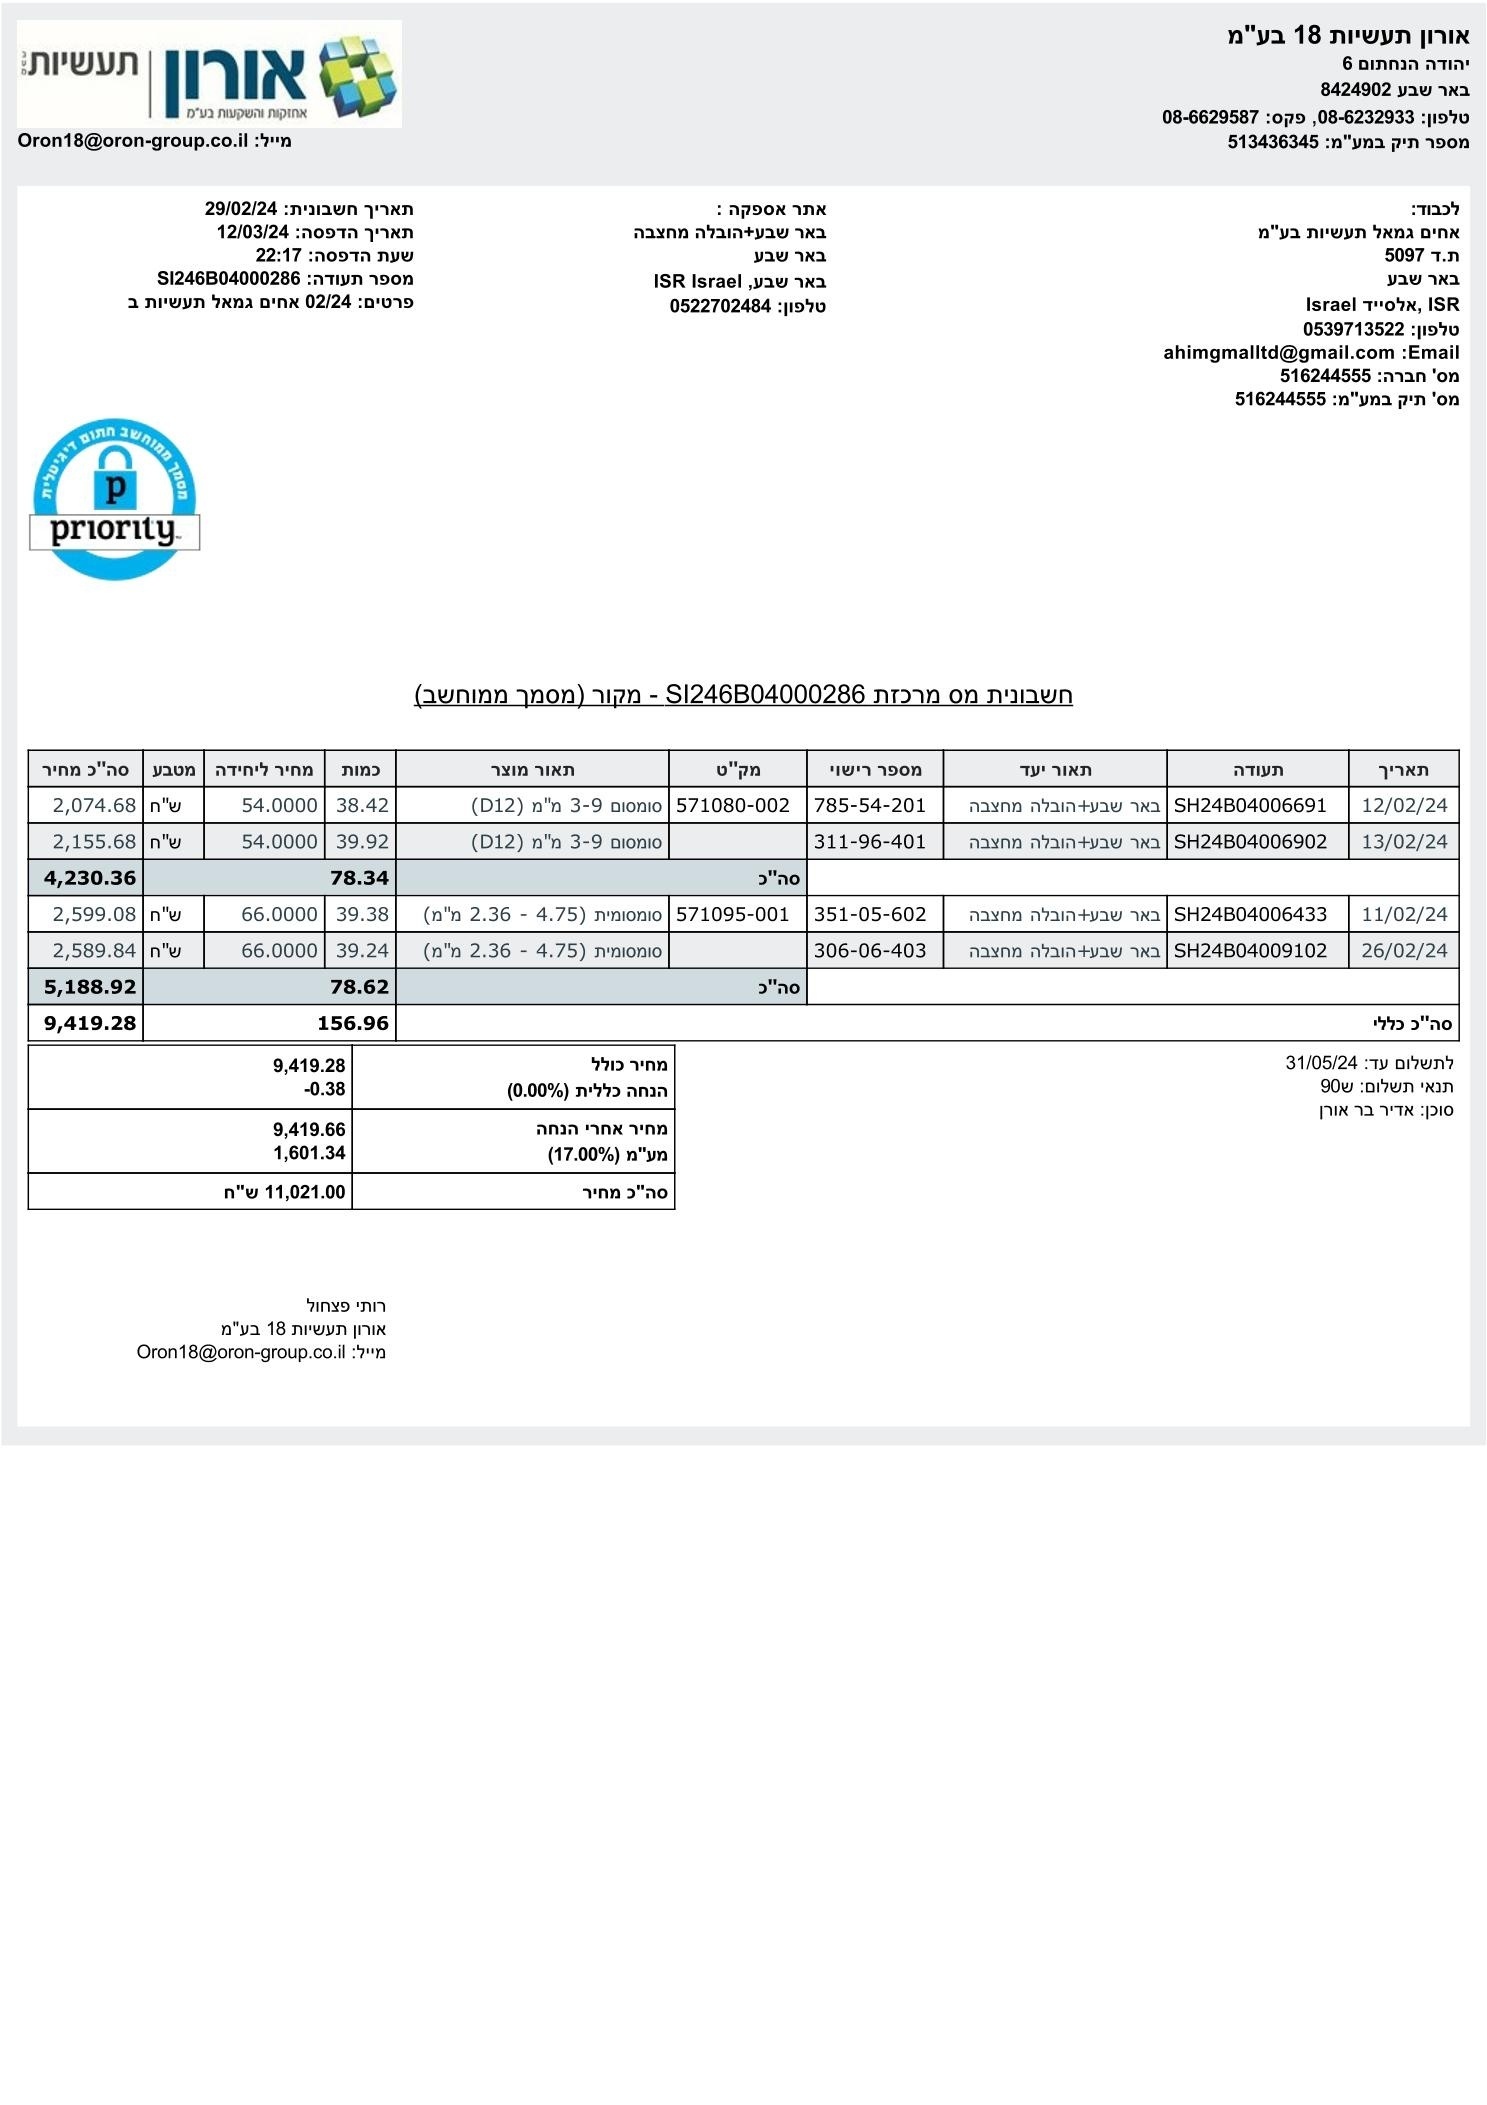 אורון תעשיות 18 בע"מ
יהודה הנחתום 6
באר שבע 8424902
טלפון: 08-6232933, פקס: 08-6629587
מספר תיק במע"מ: 513436345
אורון תעשיות
אחזקות והשקעות בע"מ
מייל: Oron18@oron-group.co.il
לכבוד:
אחים גמאל תעשיות בע"מ
ת.ד 5097
באר שבע
ISR ,אלסייד Israel
טלפון: 0539713522
Email: ahimgmalltd@gmail.com
מס' חברה: 516244555
מס' תיק במע"מ: 516244555
אתר אספקה :
באר שבע+הובלה מחצבה
באר שבע
באר שבע, ISR Israel
טלפון: 0522702484
תאריך חשבונית: 29/02/24
תאריך הדפסה: 12/03/24
שעת הדפסה: 22:17
מספר תעודה: SI246B04000286
פרטים: 02/24 אחים גמאל תעשיות ב
מסמך ממוחשב חתום דיגיטלית
p
priority
חשבונית מס מרכזת SI246B04000286 - מקור (מסמך ממוחשב)
תאריך תעודה תאור יעד מספר רישוי מק"ט תאור מוצר כמות מחיר ליחידה מטבע סה"כ מחיר
12/02/24 SH24B04006691 באר שבע+הובלה מחצבה 785-54-201 571080-002 סומסום 3-9 מ"מ (D12) 38.42 54.0000 ש"ח 2,074.68
13/02/24 SH24B04006902 באר שבע+הובלה מחצבה 311-96-401 סומסום 3-9 מ"מ (D12) 39.92 54.0000 ש"ח 2,155.68
סה"כ 78.34 4,230.36
11/02/24 SH24B04006433 באר שבע+הובלה מחצבה 351-05-602 571095-001 סומסומית (4.75 - 2.36 מ"מ) 39.38 66.0000 ש"ח 2,599.08
26/02/24 SH24B04009102 באר שבע+הובלה מחצבה 306-06-403 סומסומית (4.75 - 2.36 מ"מ) 39.24 66.0000 ש"ח 2,589.84
סה"כ 78.62 5,188.92
סה"כ כללי 156.96 9,419.28
לתשלום עד: 31/05/24
תנאי תשלום: ש90
סוכן: אדיר בר אורן
מחיר כולל 9,419.28
הנחה כללית (0.00%) -0.38
מחיר אחרי הנחה 9,419.66
מע"מ (17.00%) 1,601.34
סה"כ מחיר 11,021.00 ש"ח
רותי פצחול
אורון תעשיות 18 בע"מ
מייל: Oron18@oron-group.co.il